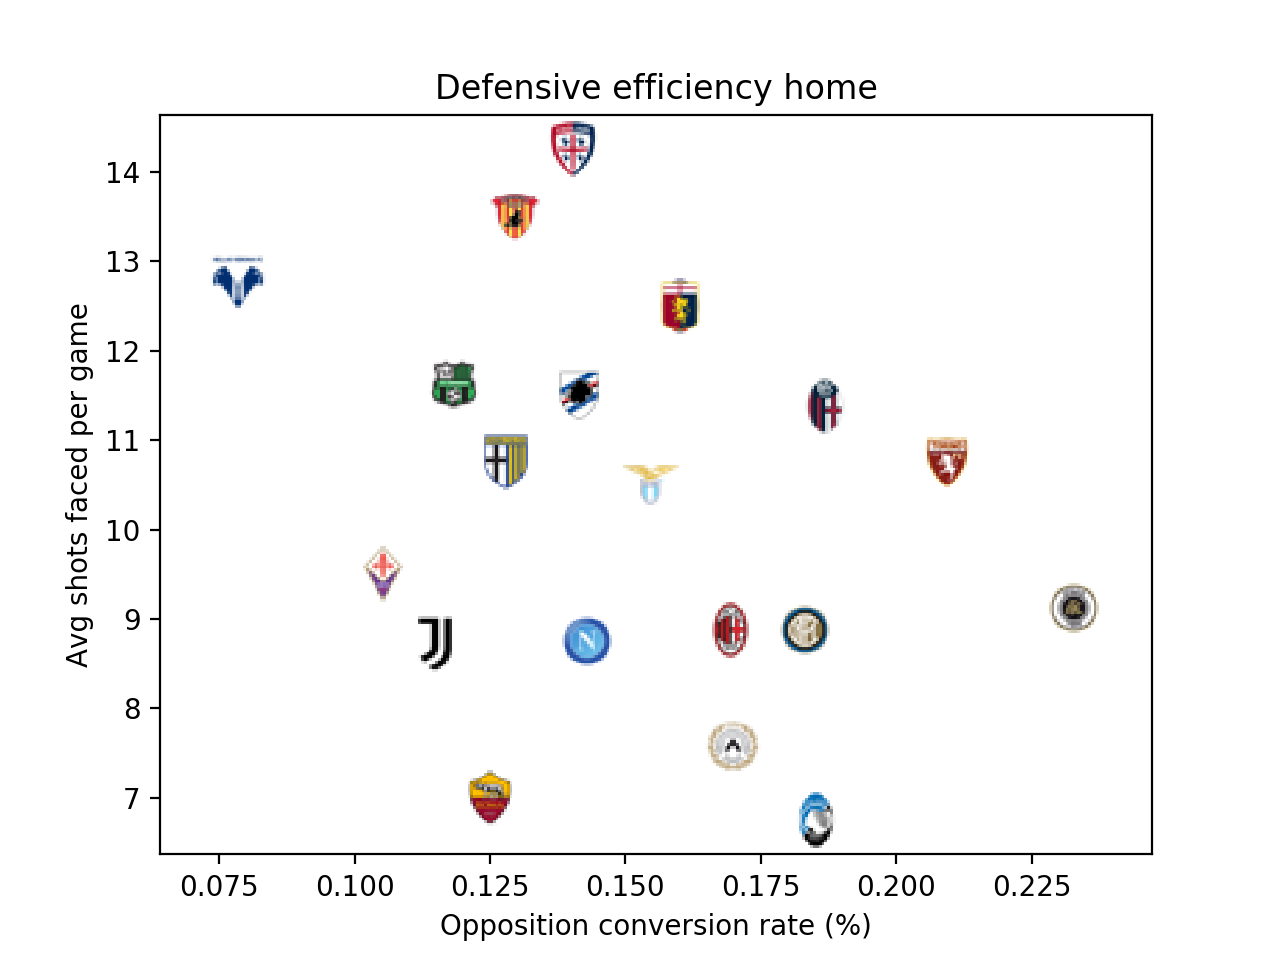 Defensive efficiency home
Avg shots faced per game
14
13
12
11
10
9
8
7
0.075 0.100 0.125 0.150 0.175 0.200 0.225
Opposition conversion rate (%)